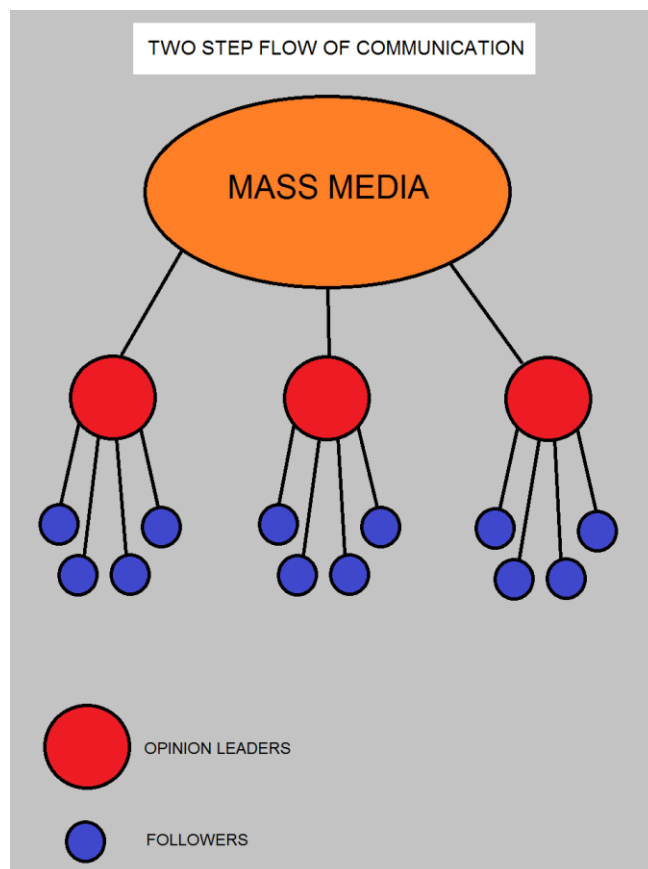 TWO STEP FLOW OF COMMUNICATION
MASS MEDIA
OPINION LEADERS
FOLLOWERS